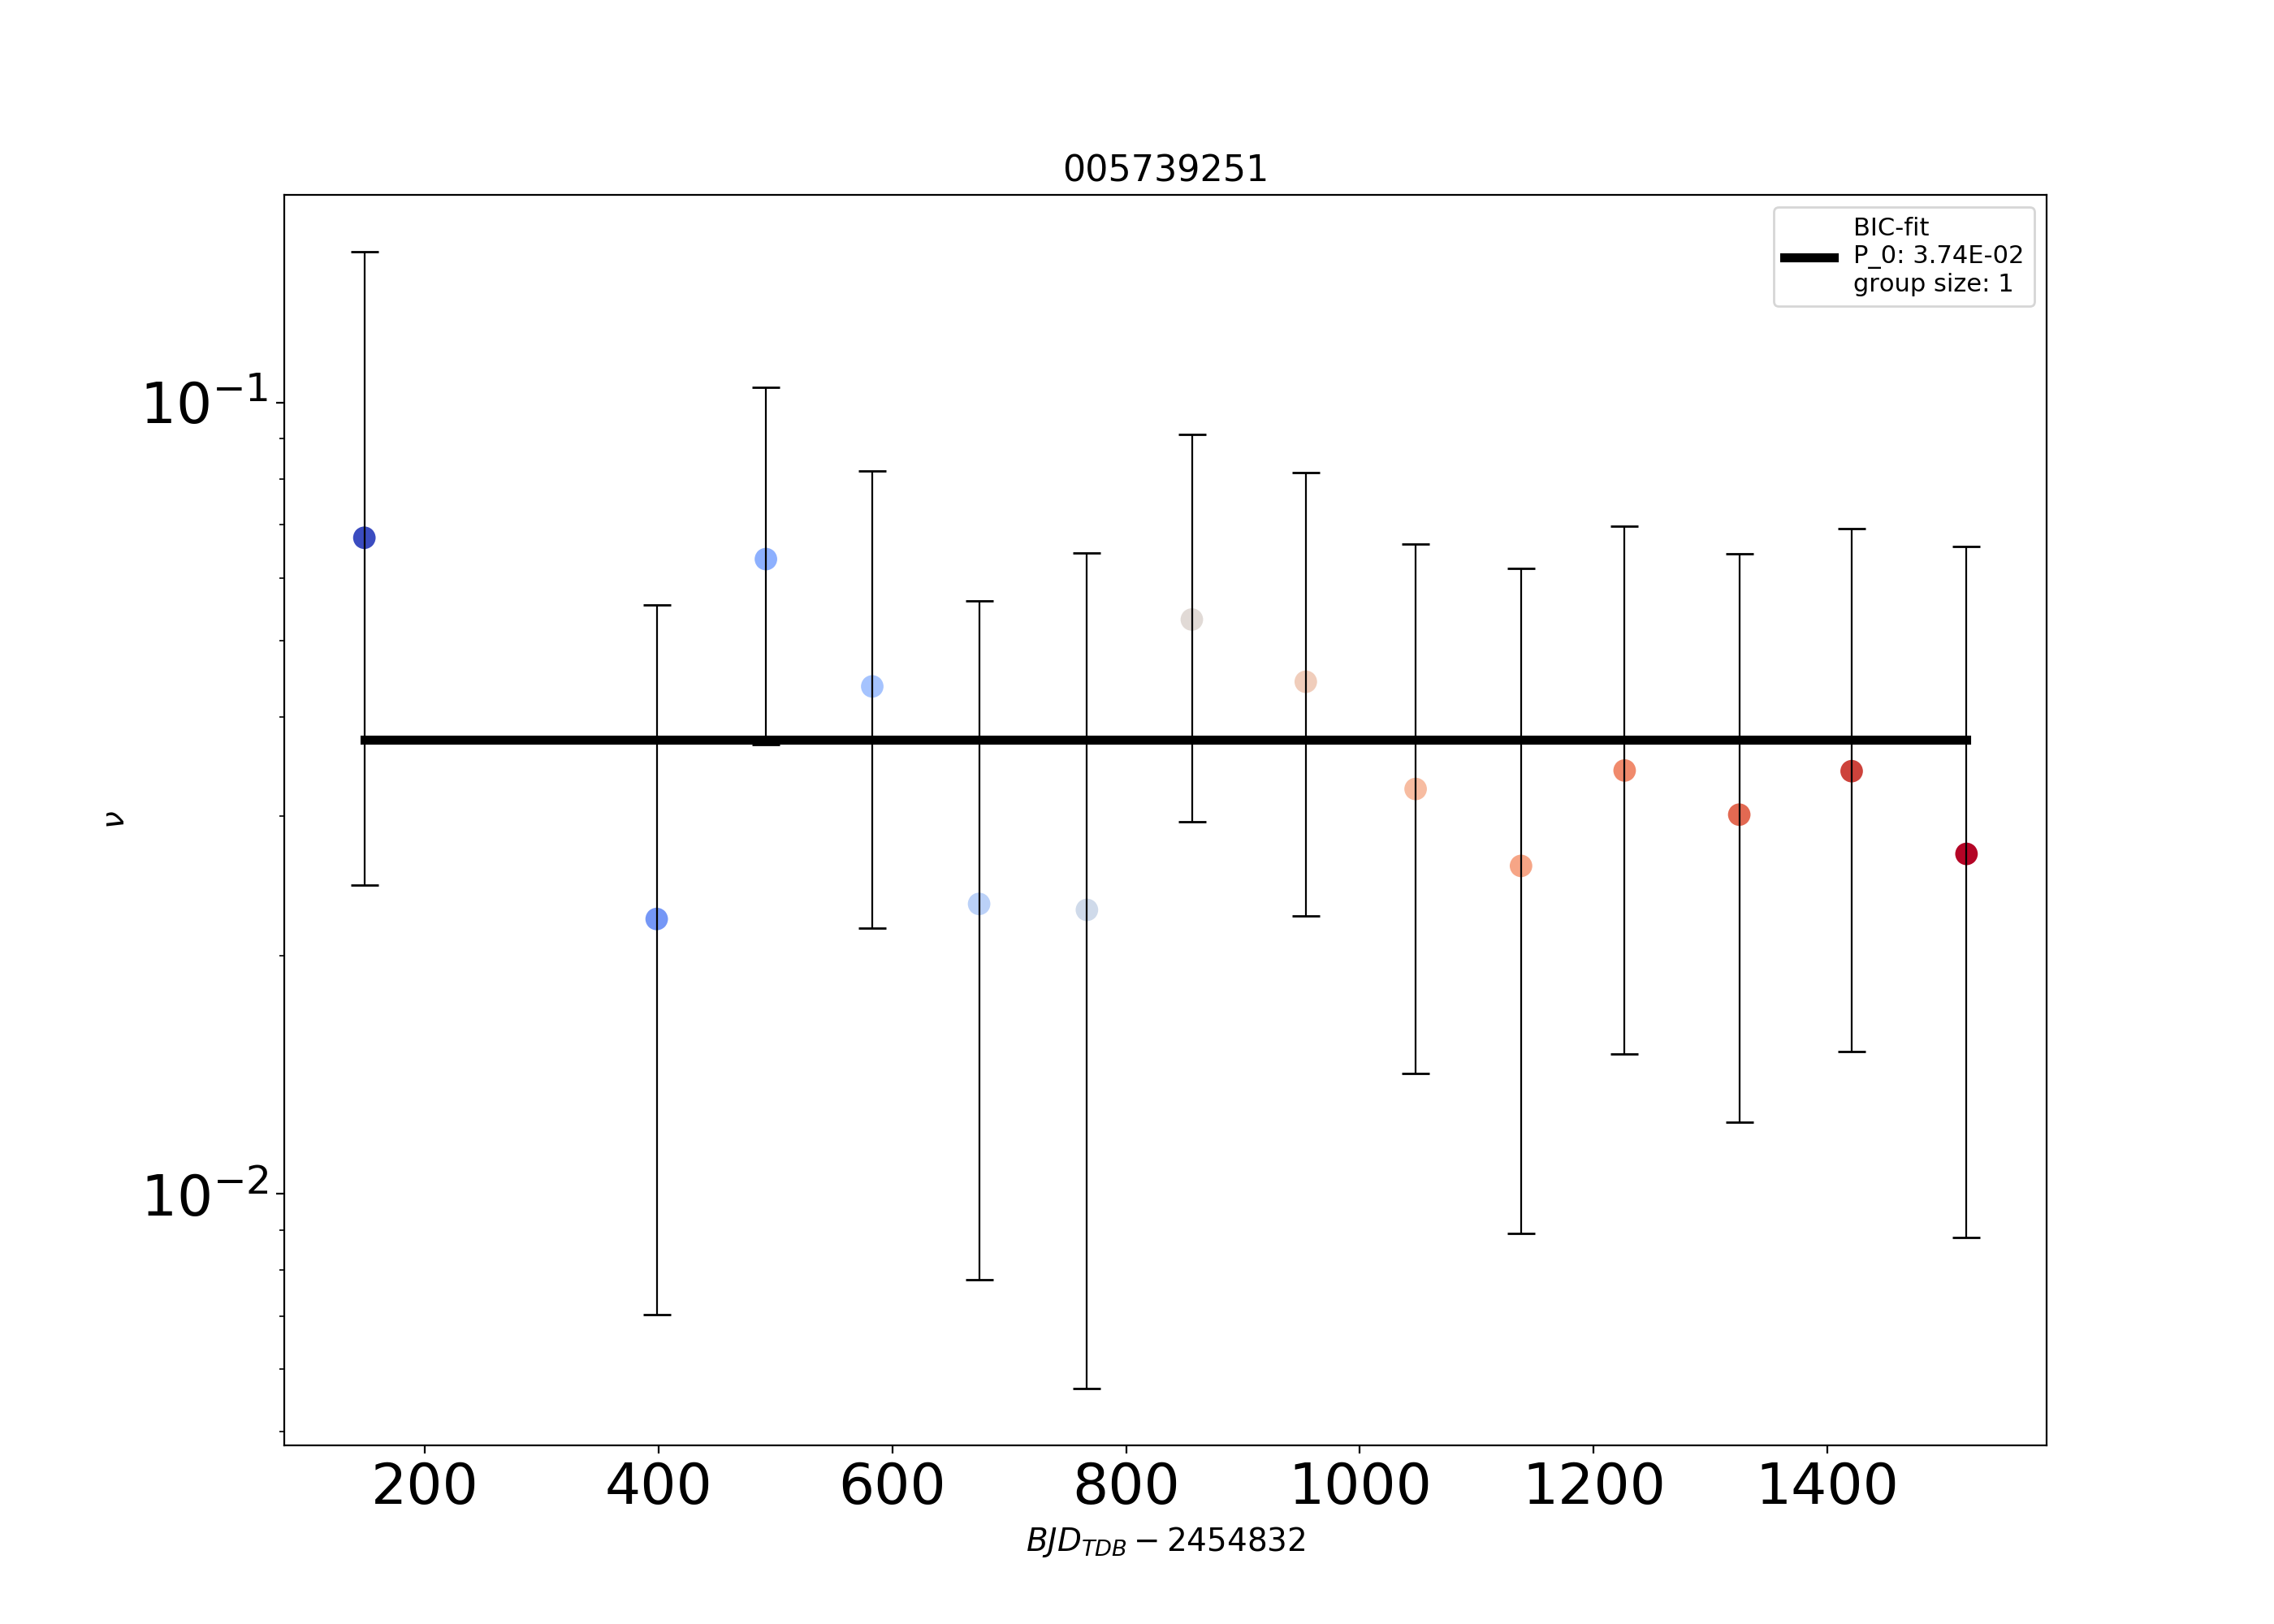 005739251
BIC-fit
P_0: 3.74E-02
group size: 1
10⁻¹
10⁻²
ν
200 400 600 800 1000 1200 1400
BJD_{TDB} − 2454832